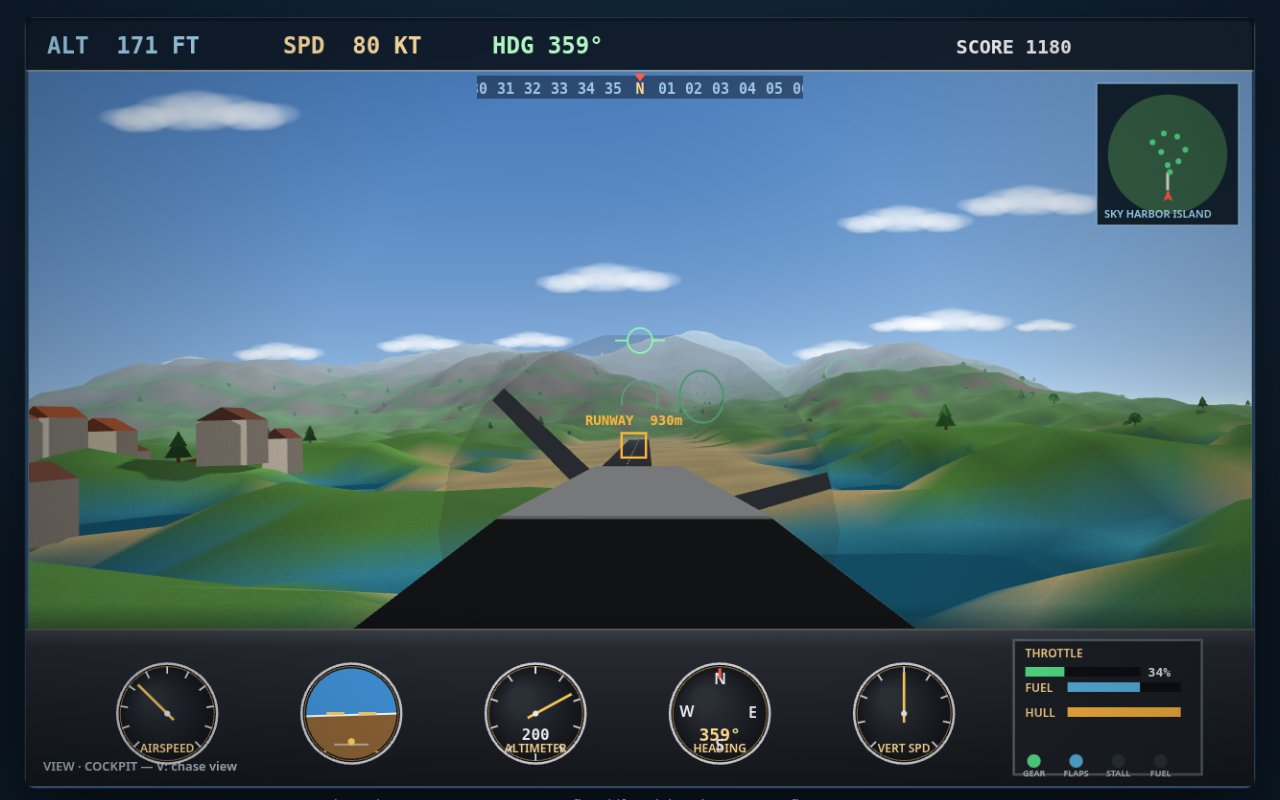 ALT 171 FT SPD 80 KT HDG 359° SCORE 1180
31 32 33 34 35 N 01 02 03 04 05
SKY HARBOR ISLAND
RUNWAY 930m
THROTTLE
34%
FUEL
HULL
AIRSPEED
200
ALTIMETER
N
W E
S
359°
HEADING
VERT SPD
VIEW · COCKPIT — V: chase view
GEAR FLAPS STALL FUEL